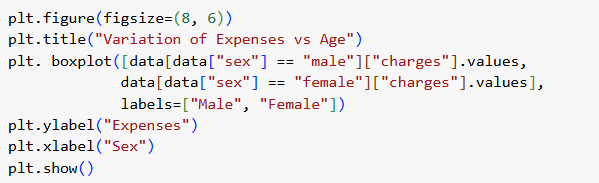 plt.figure(figsize=(8, 6))
plt.title("Variation of Expenses vs Age")
plt. boxplot([data[data["sex"] == "male"]["charges"].values,
             data[data["sex"] == "female"]["charges"].values],
             labels=["Male", "Female"])
plt.ylabel("Expenses")
plt.xlabel("Sex")
plt.show()